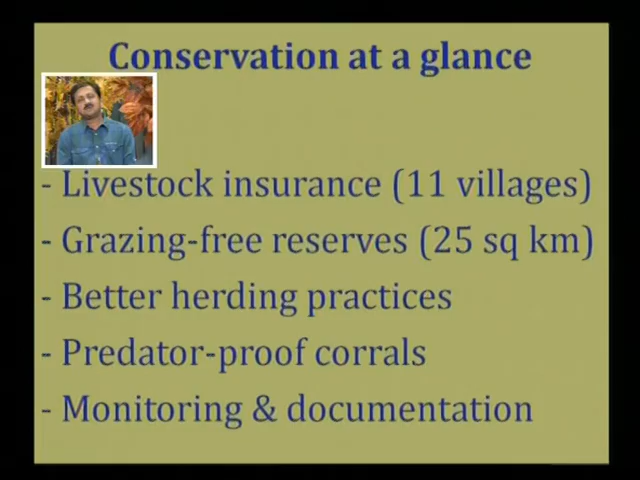 Conservation at a glance
- Livestock insurance (11 villages)
- Grazing-free reserves (25 sq km)
- Better herding practices
- Predator-proof corrals
- Monitoring & documentation